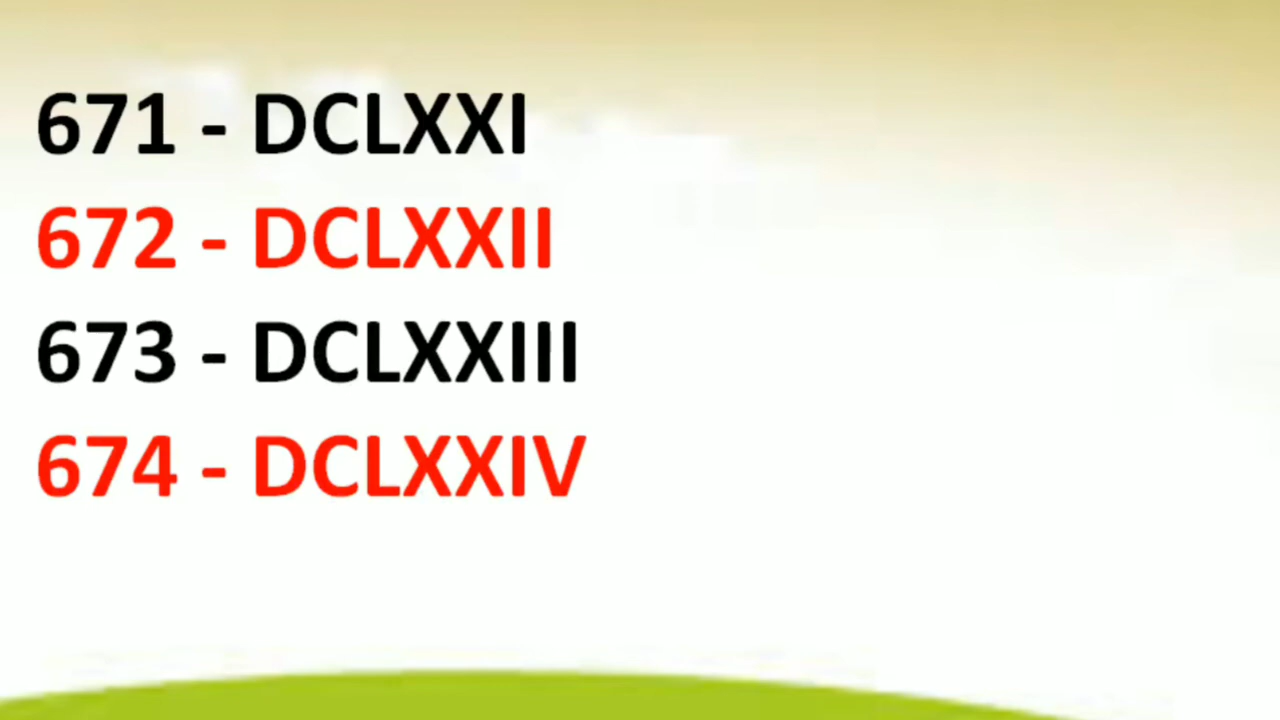 671 - DCLXXI
672 - DCLXXII
673 - DCLXXIII
674 - DCLXXIV